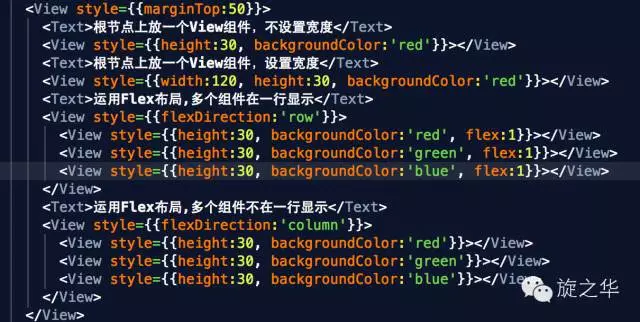 <View style={{marginTop:50}}>
<Text>根节点上放一个View组件，不设置宽度</Text>
<View style={{height:30, backgroundColor:'red'}}></View>
<Text>根节点上放一个View组件，设置宽度</Text>
<View style={{width:120, height:30, backgroundColor:'red'}}></View>
<Text>运用Flex布局,多个组件在一行显示</Text>
<View style={{flexDirection:'row'}}>
<View style={{height:30, backgroundColor:'red', flex:1}}></View>
<View style={{height:30, backgroundColor:'green', flex:1}}></View>
<View style={{height:30, backgroundColor:'blue', flex:1}}></View>
</View>
<Text>运用Flex布局,多个组件不在一行显示</Text>
<View style={{flexDirection:'column'}}>
<View style={{height:30, backgroundColor:'red'}}></View>
<View style={{height:30, backgroundColor:'green'}}></View>
<View style={{height:30, backgroundColor:'blue'}}></View>
</View>
</View>
旋之华